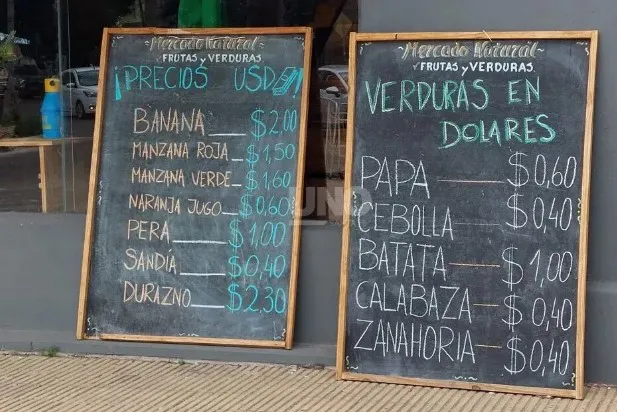 Mercado Natural
FRUTAS Y VERDURAS
¡PRECIOS USD!
BANANA $2.00
MANZANA ROJA $1.50
MANZANA VERDE $1.60
NARANJA JUGO $0.60
PERA $1.00
SANDIA $0.40
DURAZNO $2.30
Mercado Natural
FRUTAS Y VERDURAS
VERDURAS EN
DOLARES
PAPA $0.60
CEBOLLA $0.40
BATATA $1.00
CALABAZA $0.40
ZANAHORIA $0.40
UNO